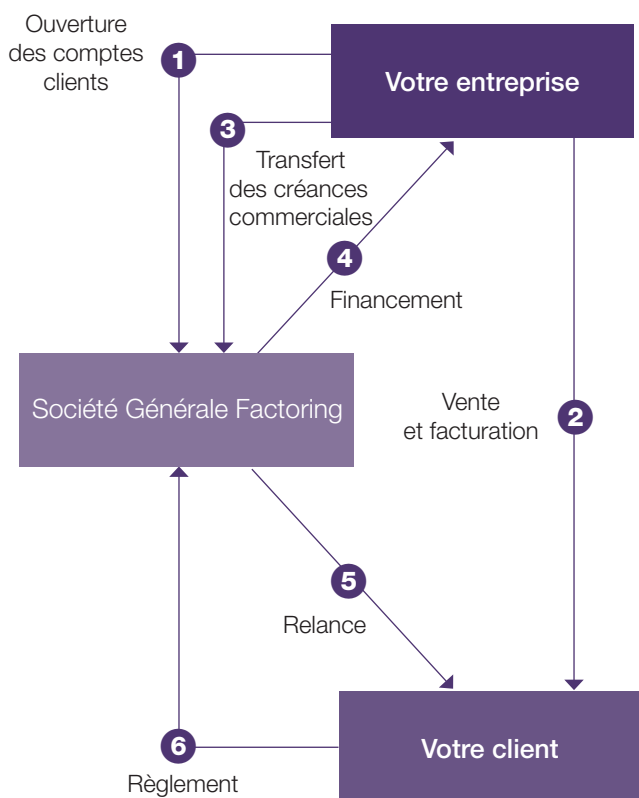 Ouverture
des comptes
clients
1
Votre entreprise
3
Transfert
des créances
commerciales
4
Financement
Société Générale Factoring
Vente
et facturation
2
5
Relance
Votre client
6
Règlement